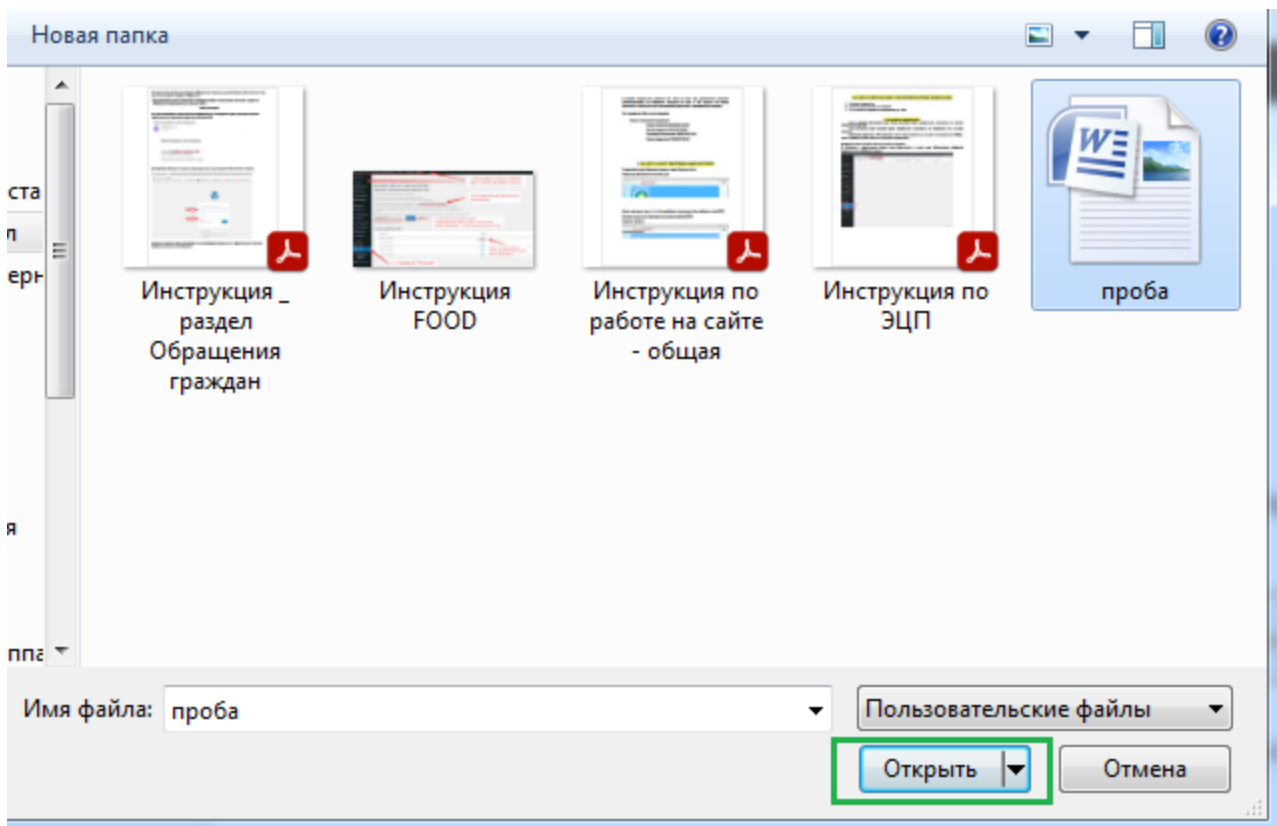 Новая папка
ста
л
ерн
Инструкция _
раздел
Обращения
граждан
Инструкция
FOOD
Инструкция по
работе на сайте
- общая
Инструкция по
ЭЦП
W
проба
я
ппа
Имя файла: проба
Пользовательские файлы
Открыть
Отмена